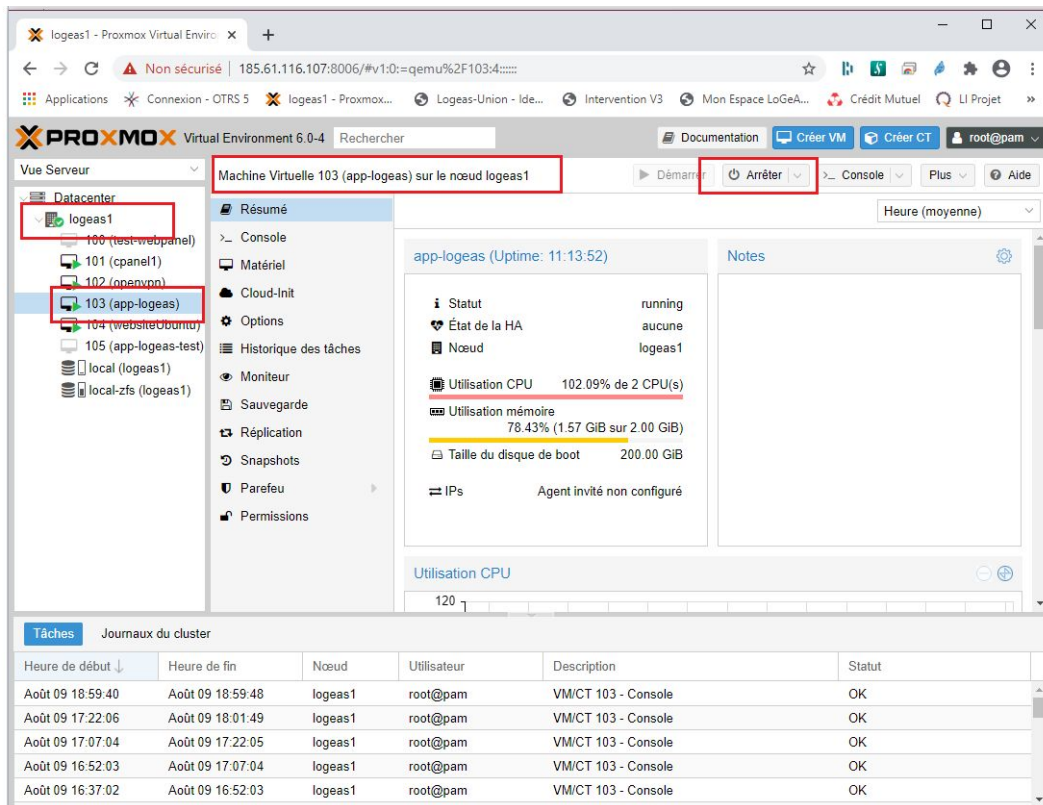 logeas1 - Proxmox Virtual Enviro
Non sécurisé | 185.61.116.107:8006/#v1:0:=qemu%2F103:4::::::
Applications Connexion - OTRS 5 logeas1 - Proxmox... Logeas-Union - Ide... Intervention V3 Mon Espace LoGeA... Crédit Mutuel LI Projet »
PROXMOX Virtual Environment 6.0-4 Rechercher Documentation Créer VM Créer CT root@pam
Vue Serveur
Machine Virtuelle 103 (app-logeas) sur le nœud logeas1 Démarrer Arrêter Console Plus Aide
Datacenter
logeas1
100 (test-webpanel)
101 (cpanel1)
102 (openvpn)
103 (app-logeas)
104 (websiteUbuntu)
105 (app-logeas-test)
local (logeas1)
local-zfs (logeas1)
Résumé
Console
Matériel
Cloud-Init
Options
Historique des tâches
Moniteur
Sauvegarde
Réplication
Snapshots
Parefeu
Permissions
Heure (moyenne)
app-logeas (Uptime: 11:13:52)
Statut running
État de la HA aucune
Nœud logeas1
Utilisation CPU 102.09% de 2 CPU(s)
Utilisation mémoire
78.43% (1.57 GiB sur 2.00 GiB)
Taille du disque de boot 200.00 GiB
IPs Agent invité non configuré
Notes
Utilisation CPU
120
Tâches Journaux du cluster
Heure de début Heure de fin Nœud Utilisateur Description Statut
Août 09 18:59:40 Août 09 18:59:48 logeas1 root@pam VM/CT 103 - Console OK
Août 09 17:22:06 Août 09 18:01:49 logeas1 root@pam VM/CT 103 - Console OK
Août 09 17:07:04 Août 09 17:22:05 logeas1 root@pam VM/CT 103 - Console OK
Août 09 16:52:03 Août 09 17:07:04 logeas1 root@pam VM/CT 103 - Console OK
Août 09 16:37:02 Août 09 16:52:03 logeas1 root@pam VM/CT 103 - Console OK